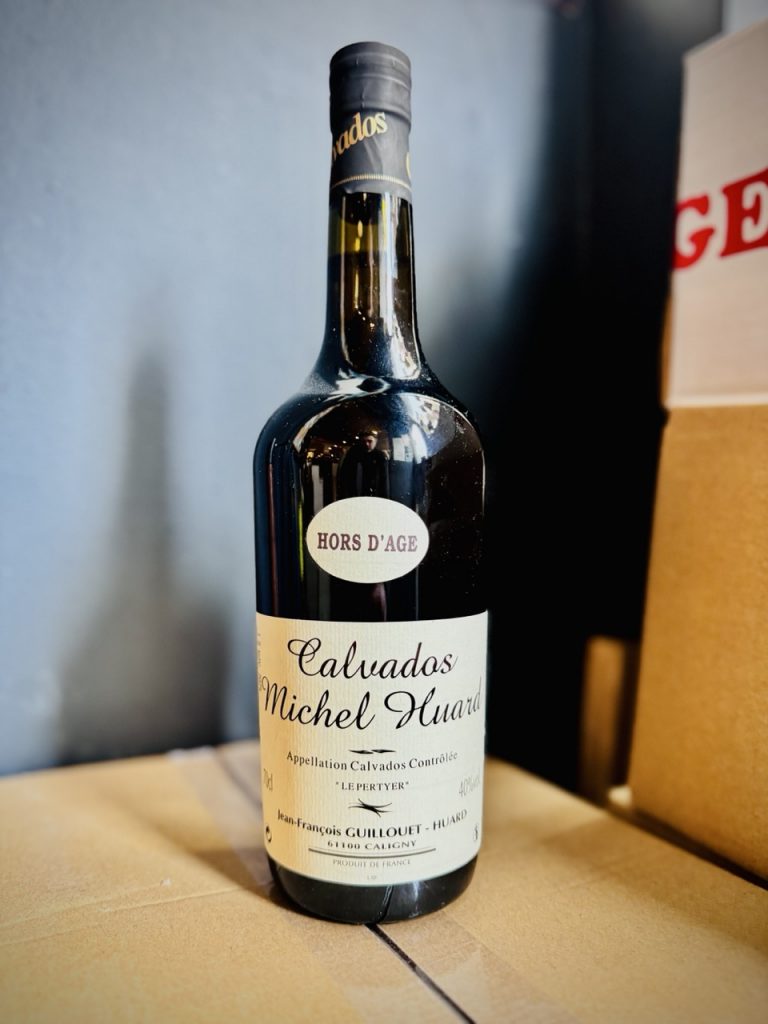 vados
GE
HORS D'AGE
Calvados
Michel Huard
Appellation Calvados Contrôlée
"LE PERTYER"
70cl
40%vol.
Jean-François GUILLOUET - HUARD
61100 CALIGNY
PRODUIT DE FRANCE